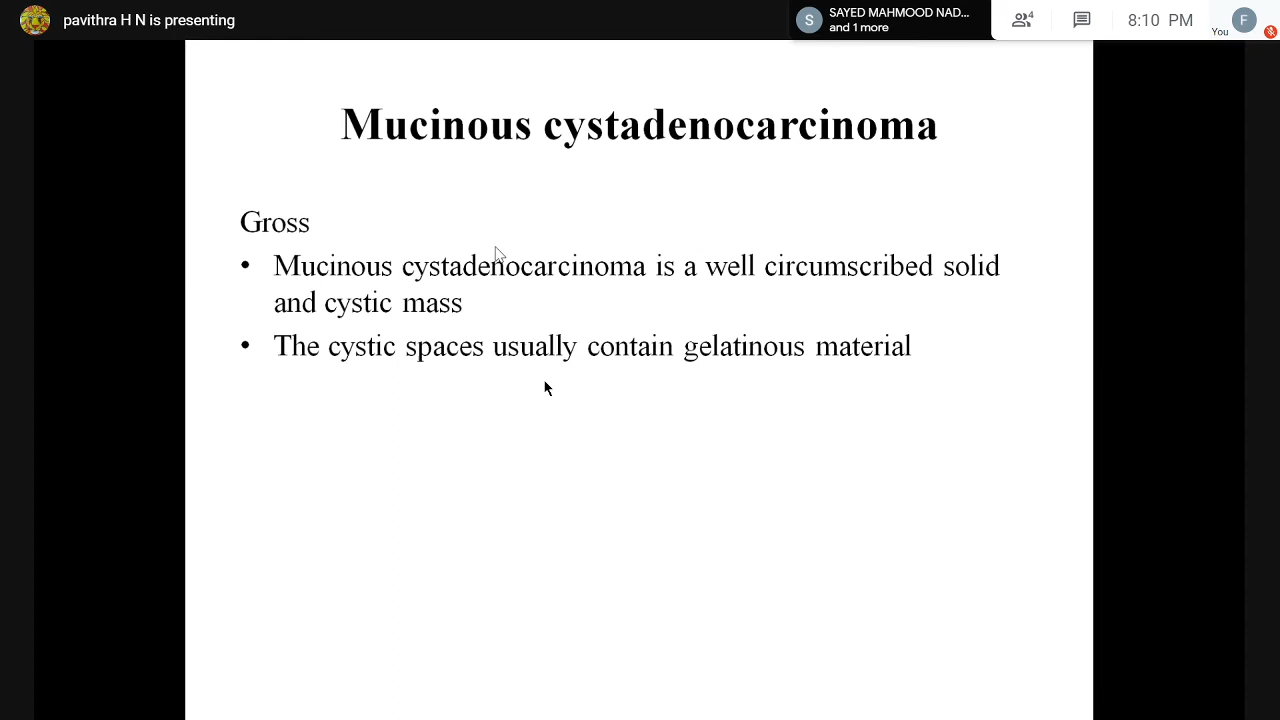 pavithra H N is presenting
S
SAYED MAHMOOD NAD...
and 1 more
4
8:10 PM
You
F
Mucinous cystadenocarcinoma
Gross
• Mucinous cystadenocarcinoma is a well circumscribed solid
and cystic mass
• The cystic spaces usually contain gelatinous material